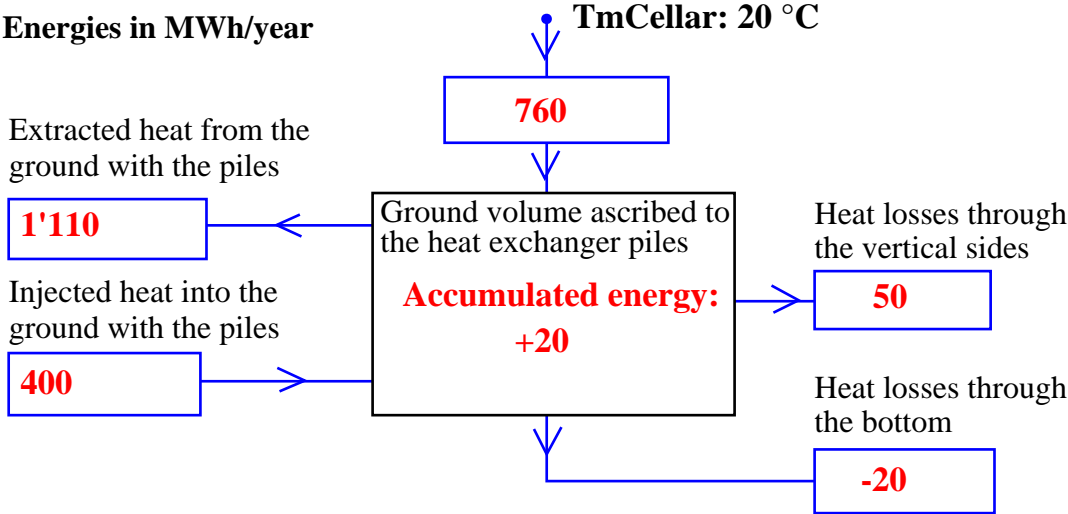 Energies in MWh/year
TmCellar: 20 °C
760
Extracted heat from the
ground with the piles
1'110
Injected heat into the
ground with the piles
400
Ground volume ascribed to
the heat exchanger piles
Accumulated energy:
+20
Heat losses through
the vertical sides
50
Heat losses through
the bottom
-20